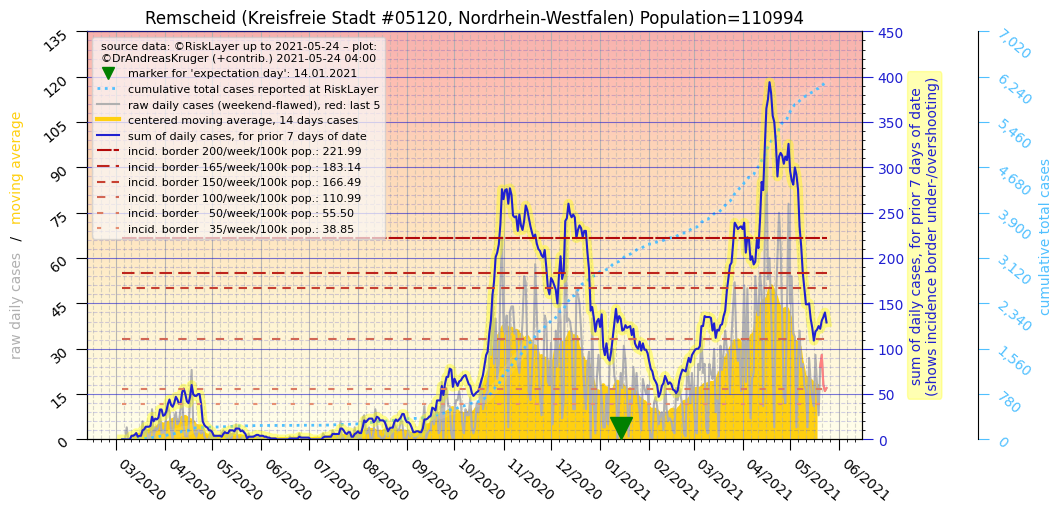 Remscheid (Kreisfreie Stadt #05120, Nordrhein-Westfalen) Population=110994
source data: ©RiskLayer up to 2021-05-24 – plot:
©DrAndreasKruger (+contrib.) 2021-05-24 04:00
marker for 'expectation day': 14.01.2021
cumulative total cases reported at RiskLayer
raw daily cases (weekend-flawed), red: last 5
centered moving average, 14 days cases
sum of daily cases, for prior 7 days of date
incid. border 200/week/100k pop.: 221.99
incid. border 165/week/100k pop.: 183.14
incid. border 150/week/100k pop.: 166.49
incid. border 100/week/100k pop.: 110.99
incid. border 50/week/100k pop.: 55.50
incid. border 35/week/100k pop.: 38.85
raw daily cases / moving average
135
120
105
90
75
60
45
30
15
0
03/2020
04/2020
05/2020
06/2020
07/2020
08/2020
09/2020
10/2020
11/2020
12/2020
01/2021
02/2021
03/2021
04/2021
05/2021
06/2021
450
400
350
300
250
200
150
100
50
0
sum of daily cases, for prior 7 days of date
(shows incidence border under-/overshooting)
7,020
6,240
5,460
4,680
3,900
3,120
2,340
1,560
780
0
cumulative total cases